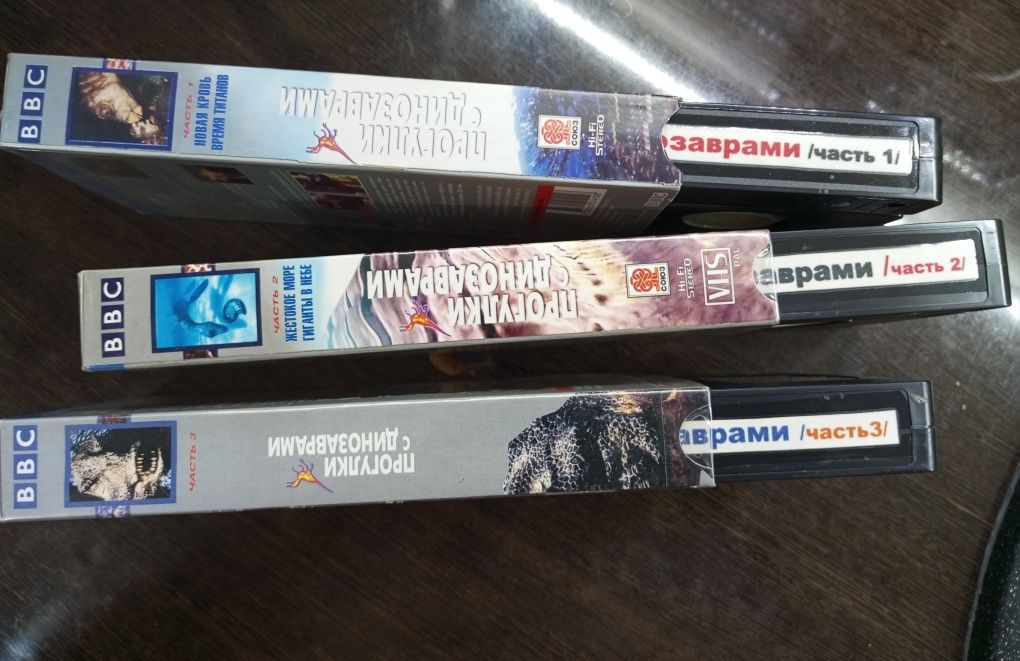 BBC
ЧАСТЬ 1
НОВАЯ КРОВЬ
ВРЕМЯ ТИТАНОВ
ПРОГУЛКИ
С ДИНОЗАВРАМИ
СОЮЗ
Hi-Fi
STEREO
озаврами /часть 1/
BBC
ЧАСТЬ 2
ЖЕСТОКОЕ МОРЕ
ГИГАНТЫ В НЕБЕ
ПРОГУЛКИ
С ДИНОЗАВРАМИ
СОЮЗ
Hi-Fi
STEREO
VHS
PAL
заврами /часть 2/
BBC
ЧАСТЬ 3
ПРОГУЛКИ
С ДИНОЗАВРАМИ
аврами /часть3/